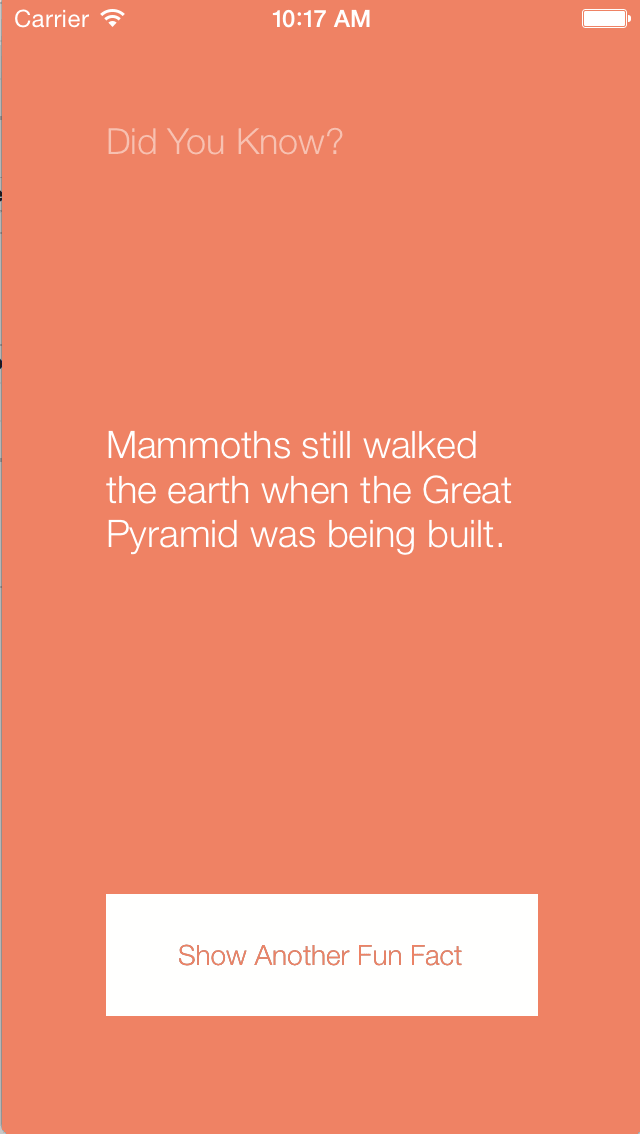 Carrier 10:17 AM
Did You Know?
Mammoths still walked
the earth when the Great
Pyramid was being built.
Show Another Fun Fact